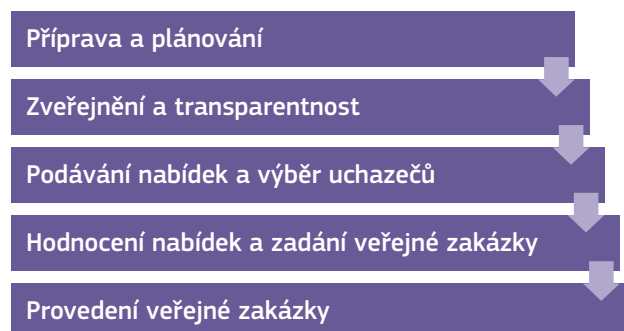 Příprava a plánování
Zveřejnění a transparentnost
Podávání nabídek a výběr uchazečů
Hodnocení nabídek a zadání veřejné zakázky
Provedení veřejné zakázky